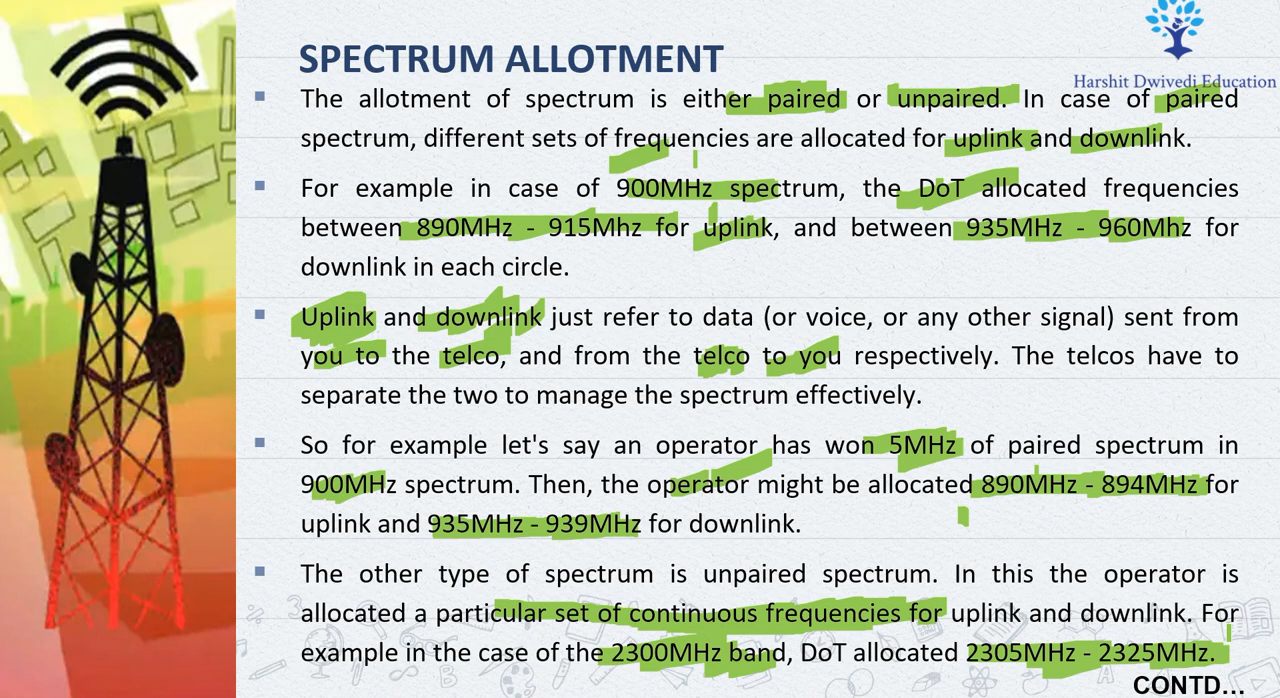 Harshit Dwivedi Education
SPECTRUM ALLOTMENT
▪ The allotment of spectrum is either paired or unpaired. In case of paired
spectrum, different sets of frequencies are allocated for uplink and downlink.
▪ For example in case of 900MHz spectrum, the DoT allocated frequencies
between 890MHz - 915Mhz for uplink, and between 935MHz - 960Mhz for
downlink in each circle.
▪ Uplink and downlink just refer to data (or voice, or any other signal) sent from
you to the telco, and from the telco to you respectively. The telcos have to
separate the two to manage the spectrum effectively.
▪ So for example let's say an operator has won 5MHz of paired spectrum in
900MHz spectrum. Then, the operator might be allocated 890MHz - 894MHz for
uplink and 935MHz - 939MHz for downlink.
▪ The other type of spectrum is unpaired spectrum. In this the operator is
allocated a particular set of continuous frequencies for uplink and downlink. For
example in the case of the 2300MHz band, DoT allocated 2305MHz - 2325MHz.
CONTD...